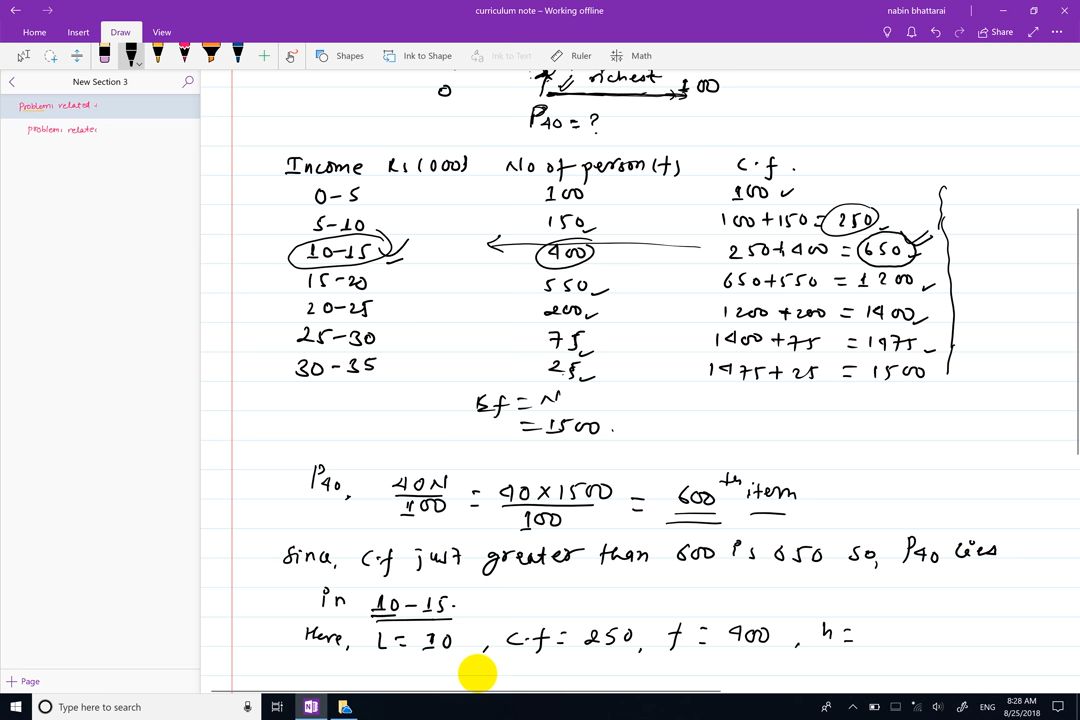 curriculum note – Working offline
nabin bhattarai
Home Insert Draw View
Share
Shapes Ink to Shape Ink to Text Ruler Math
New Section 3
Problems related
problems relate
0 richest 100
P40 = ?
Income Rs (000) No of person (f) C.f.
0-5 100 100
5-10 150 100+150 = 250
10-15 400 250+400 = 650
15-20 550 650+550 = 1200
20-25 200 1200+200 = 1400
25-30 75 1400+75 = 1475
30-35 25 1475+25 = 1500
Σf = N
= 1500.
P40, 40N/100 = 40×1500/100 = 600th item
Since, C.f just greater than 600 is 650 so, P40 lies
in 10-15.
Here, L = 10, C.f = 250, f = 400, h =
Page
Type here to search
ENG
8:28 AM
8/25/2018